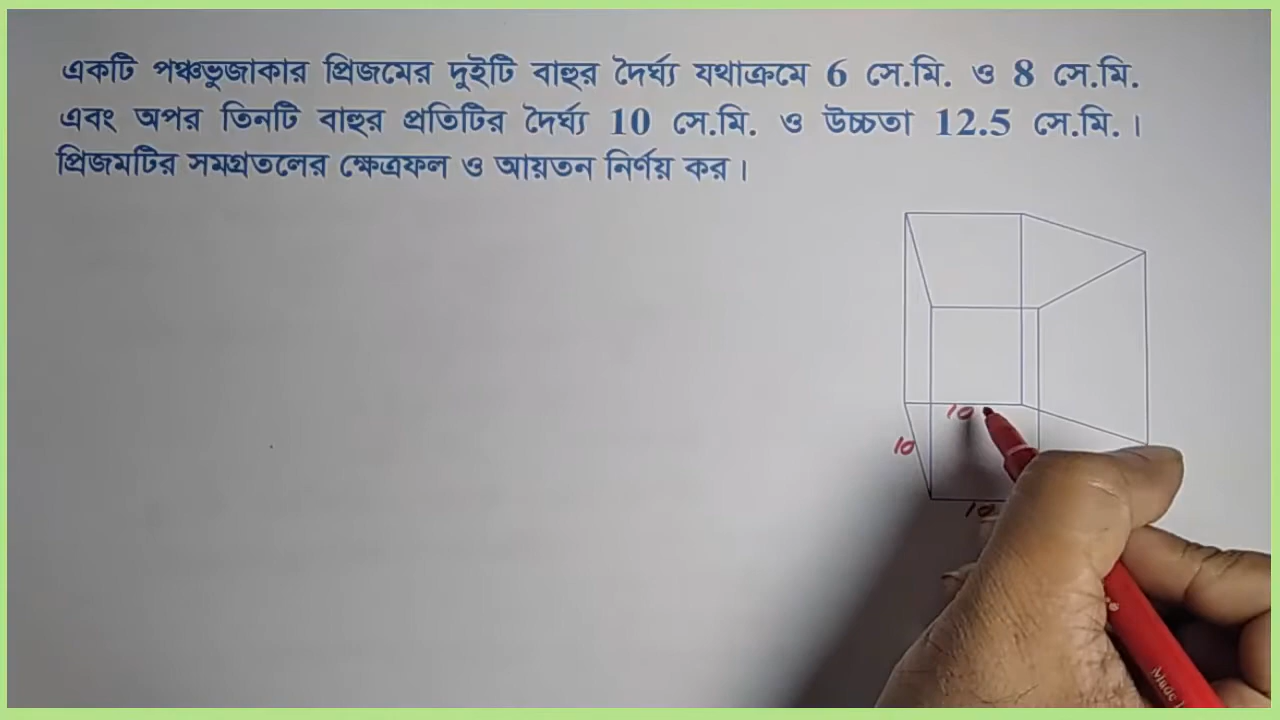 একটি পঞ্চভুজাকার প্রিজমের দুইটি বাহুর দৈর্ঘ্য যথাক্রমে 6 সে.মি. ও 8 সে.মি.
এবং অপর তিনটি বাহুর প্রতিটির দৈর্ঘ্য 10 সে.মি. ও উচ্চতা 12.5 সে.মি.।
প্রিজমটির সমগ্রতলের ক্ষেত্রফল ও আয়তন নির্ণয় কর।
10
10
10